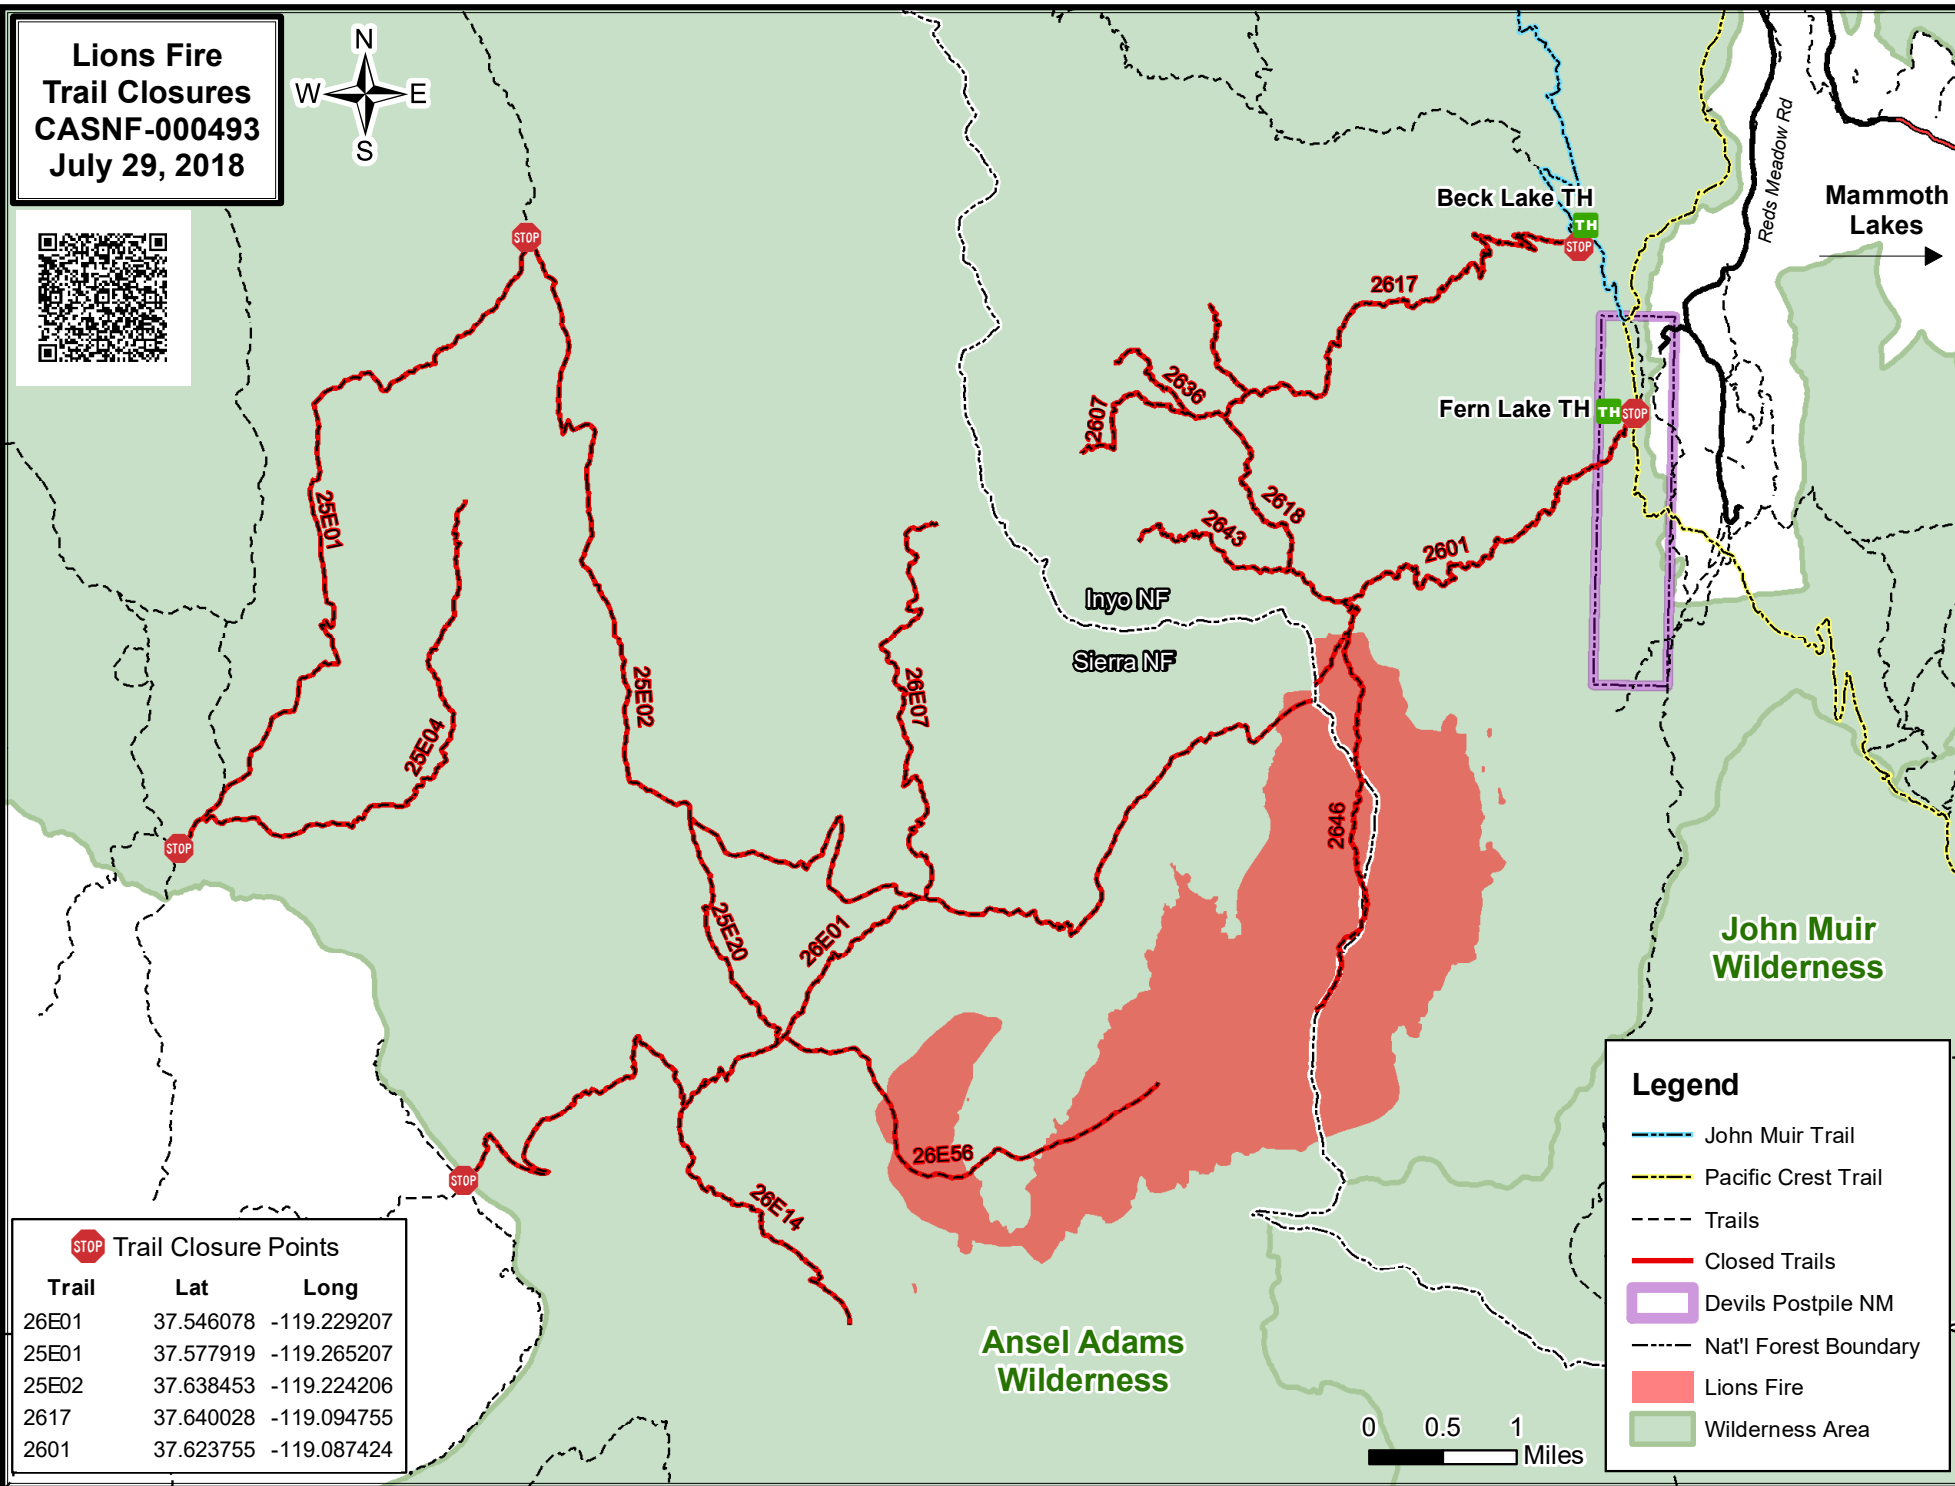 Lions Fire
Trail Closures
CASNF-000493
July 29, 2018
N
W E
S
Mammoth
Lakes
Reds Meadow Rd
Beck Lake TH
TH
STOP
STOP
2617
2636
2607
Fern Lake TH
TH
STOP
2618
2643
2601
25E01
Inyo NF
Sierra NF
25E02
26E07
25E04
2646
STOP
25E20
26E01
John Muir
Wilderness
26E56
STOP
26E14
Ansel Adams
Wilderness
STOP Trail Closure Points
Trail Lat Long
26E01 37.546078 -119.229207
25E01 37.577919 -119.265207
25E02 37.638453 -119.224206
2617 37.640028 -119.094755
2601 37.623755 -119.087424
0 0.5 1
Miles
Legend
John Muir Trail
Pacific Crest Trail
Trails
Closed Trails
Devils Postpile NM
Nat'l Forest Boundary
Lions Fire
Wilderness Area